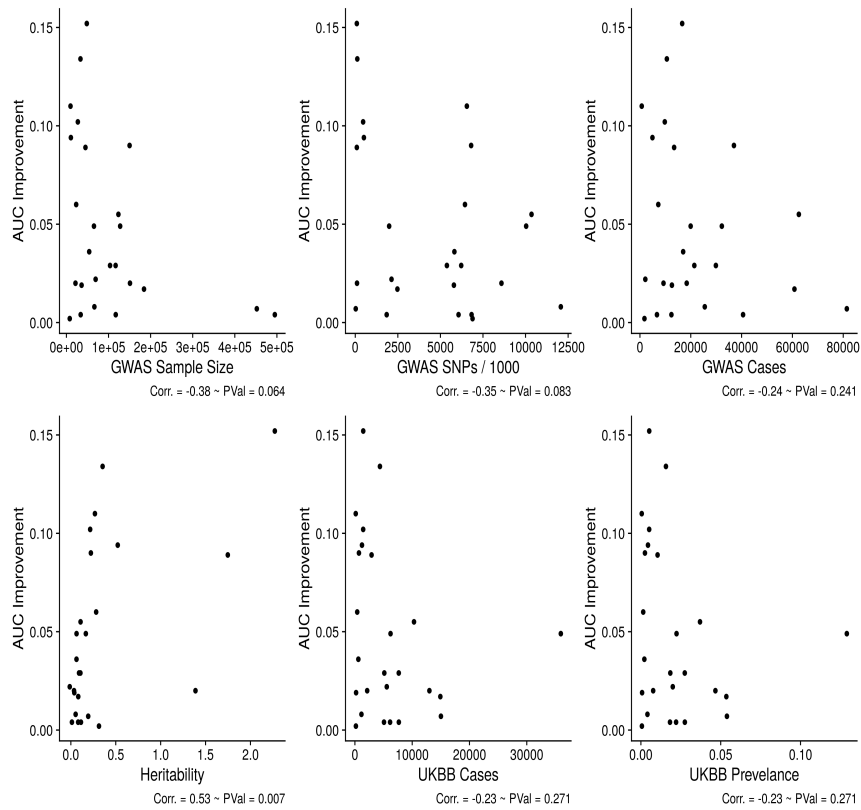 0.15
0.10
0.05
0.00
AUC Improvement
0e+00 1e+05 2e+05 3e+05 4e+05 5e+05
GWAS Sample Size
Corr. = -0.38 ~ PVal = 0.064
0.15
0.10
0.05
0.00
AUC Improvement
0 2500 5000 7500 10000 12500
GWAS SNPs / 1000
Corr. = -0.35 ~ PVal = 0.083
0.15
0.10
0.05
0.00
AUC Improvement
0 20000 40000 60000 80000
GWAS Cases
Corr. = -0.24 ~ PVal = 0.241
0.15
0.10
0.05
0.00
AUC Improvement
0.0 0.5 1.0 1.5 2.0
Heritability
Corr. = 0.53 ~ PVal = 0.007
0.15
0.10
0.05
0.00
AUC Improvement
0 10000 20000 30000
UKBB Cases
Corr. = -0.23 ~ PVal = 0.271
0.15
0.10
0.05
0.00
AUC Improvement
0.00 0.05 0.10
UKBB Prevelance
Corr. = -0.23 ~ PVal = 0.271